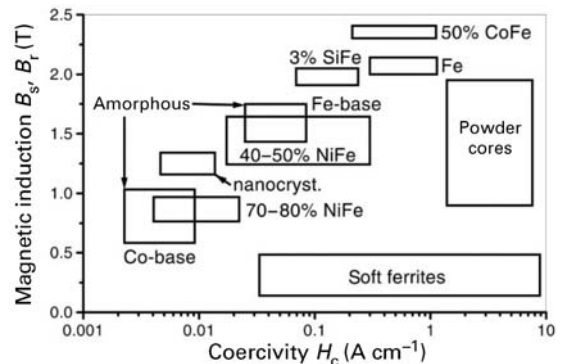 Magnetic induction Bs, Br (T)
2.5
2.0
1.5
1.0
0.5
0.0
50% CoFe
3% SiFe
Fe
Amorphous
Fe-base
Powder
cores
40–50% NiFe
nanocryst.
70–80% NiFe
Co-base
Soft ferrites
0.001
0.01
0.1
1
10
Coercivity Hc (A cm⁻¹)